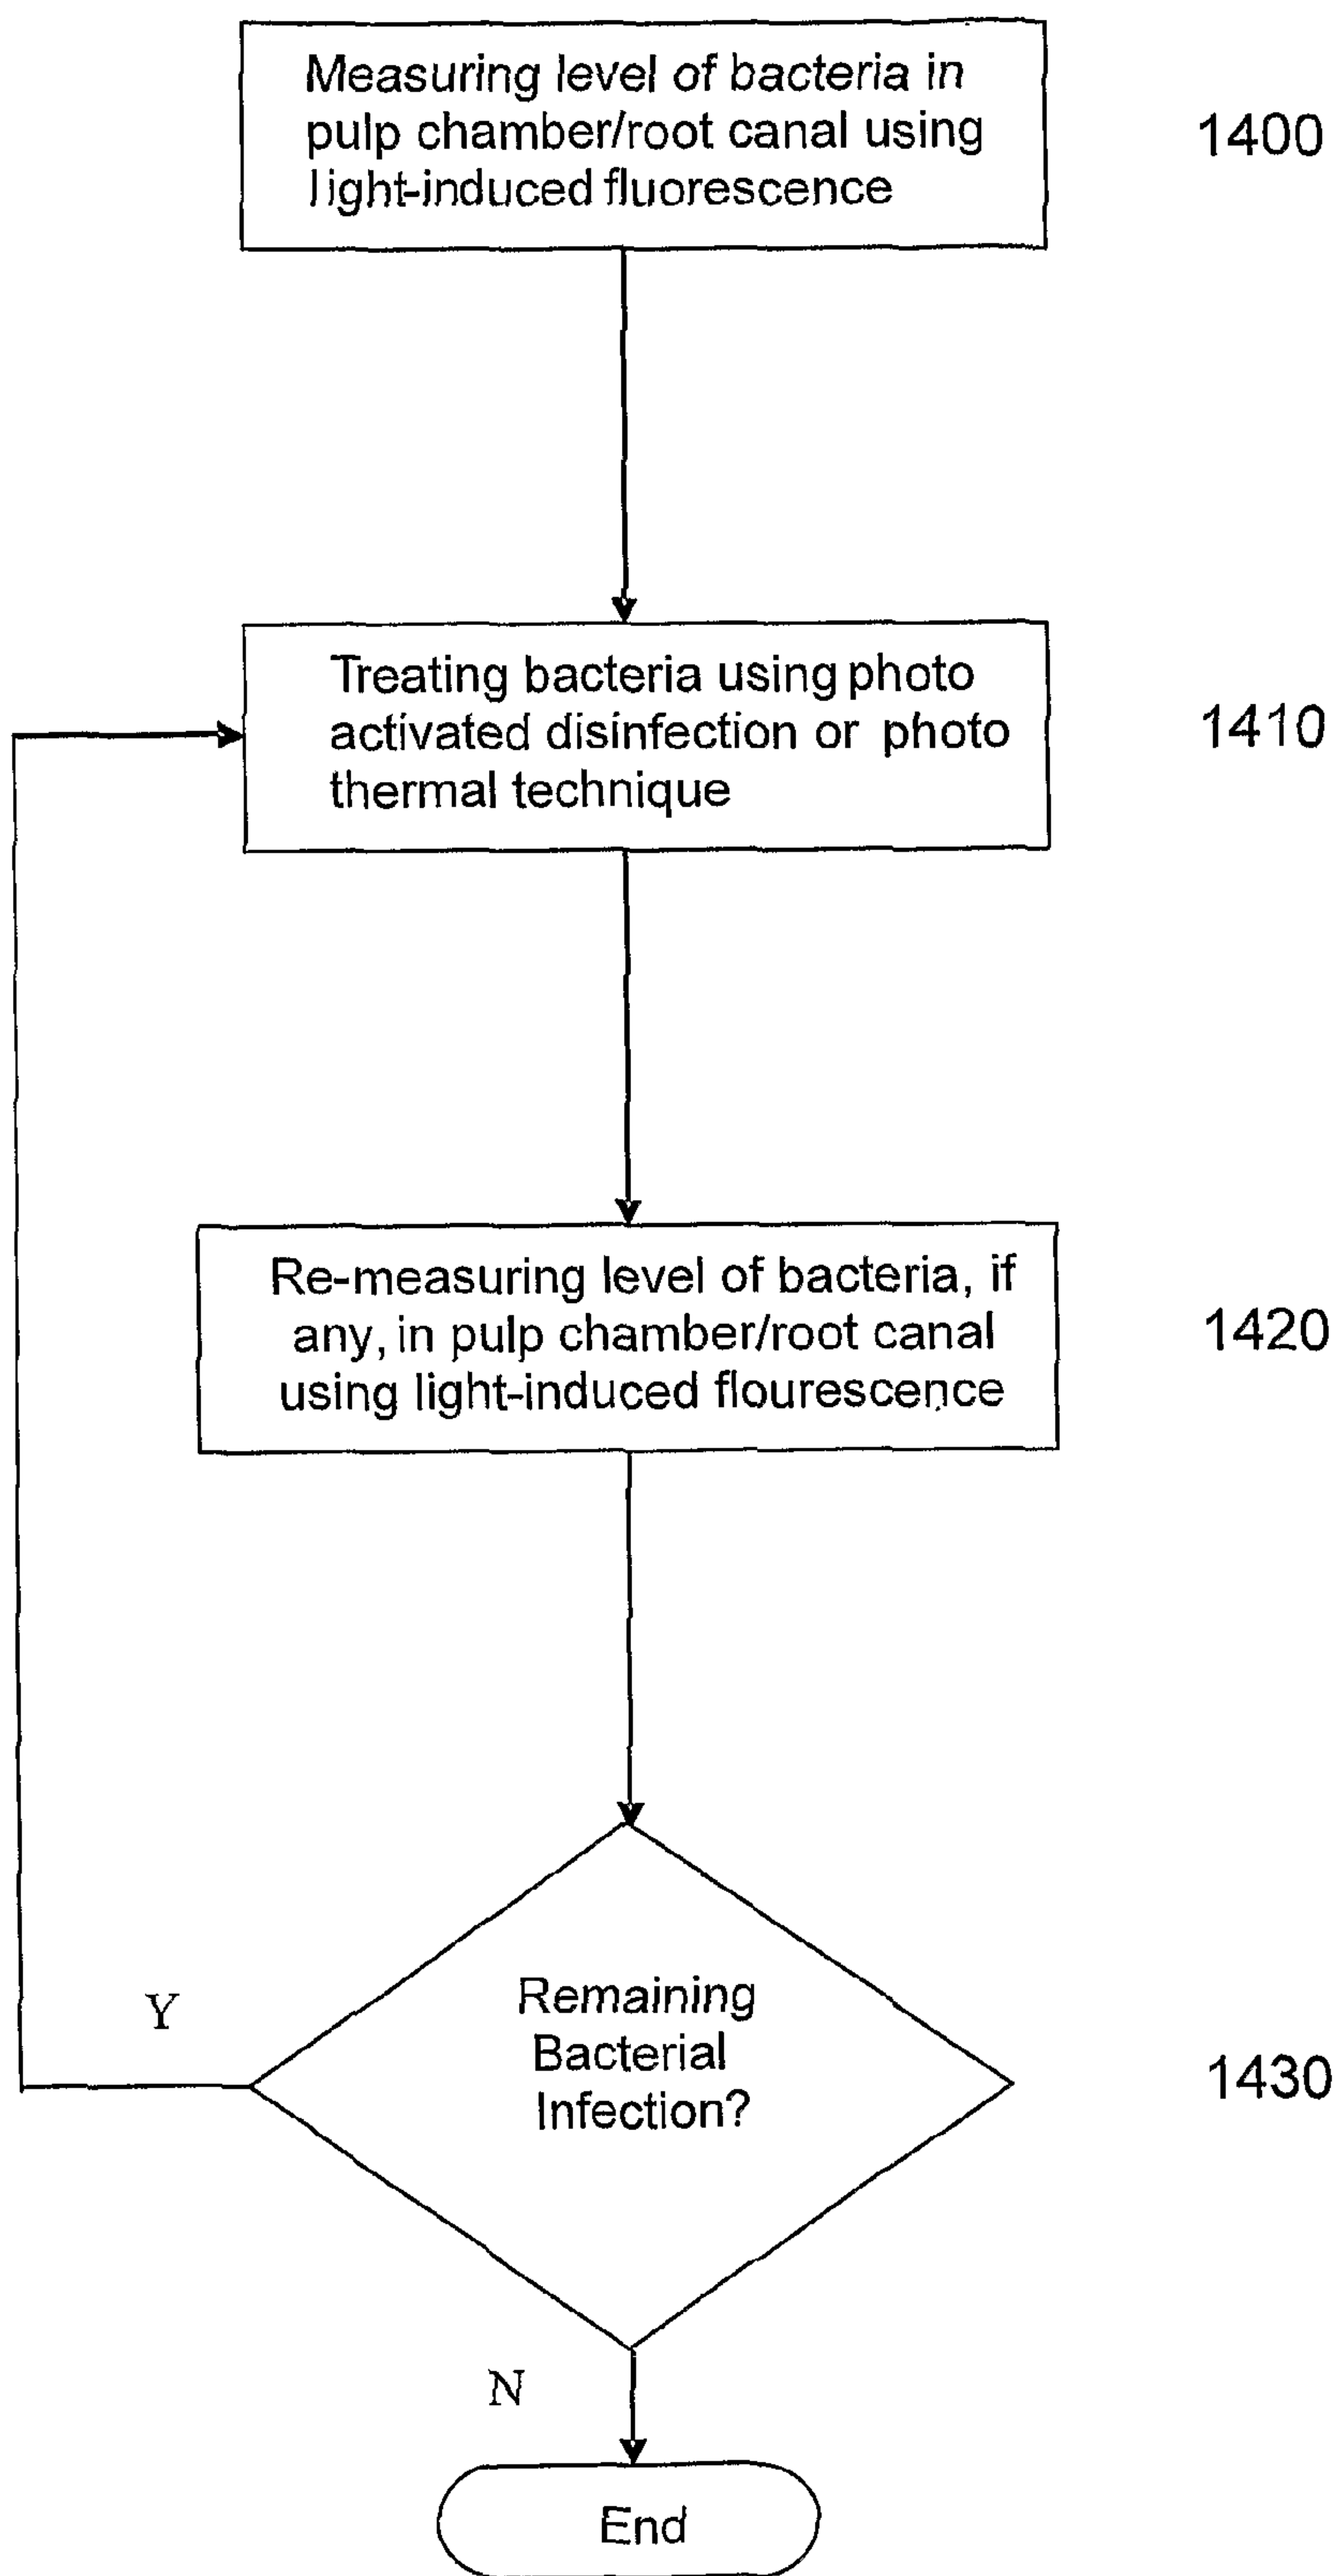 Measuring level of bacteria in
pulp chamber/root canal using
light-induced fluorescence
1400
Treating bacteria using photo
activated disinfection or photo
thermal technique
1410
Re-measuring level of bacteria, if
any, in pulp chamber/root canal
using light-induced flourescence
1420
Remaining
Bacterial
Infection?
1430
Y
N
End